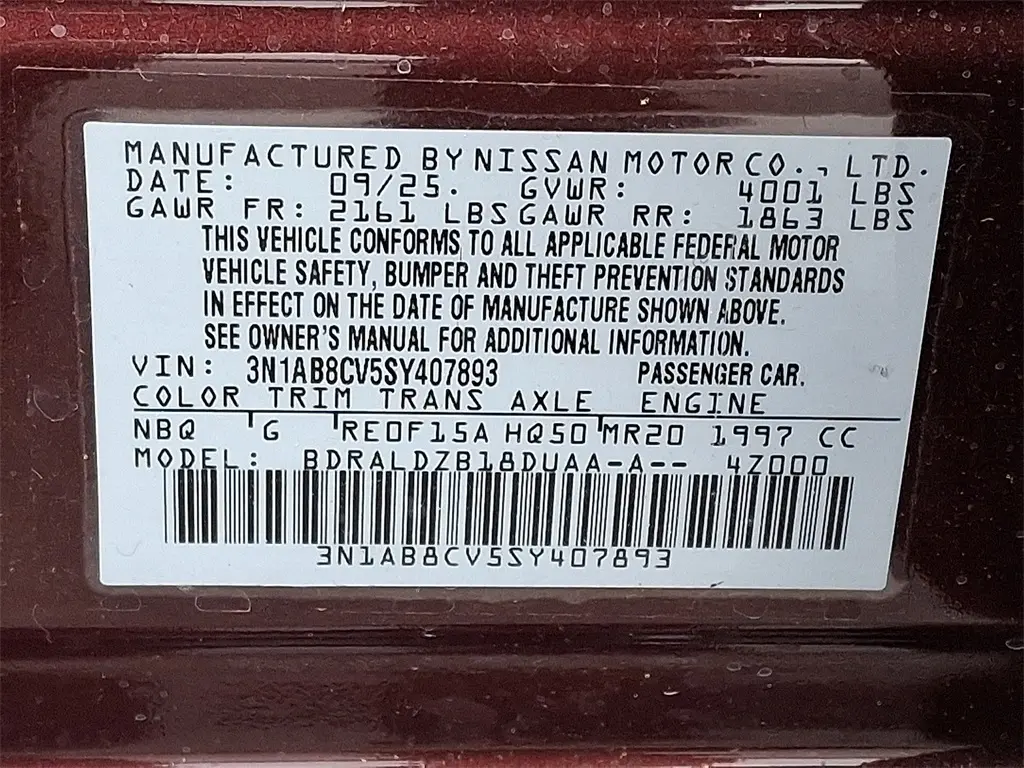 MANUFACTURED BY NISSAN MOTOR CO., LTD.
DATE: 09/25. GVWR: 4001 LBS
GAWR FR: 2161 LBS GAWR RR: 1863 LBS
THIS VEHICLE CONFORMS TO ALL APPLICABLE FEDERAL MOTOR
VEHICLE SAFETY, BUMPER AND THEFT PREVENTION STANDARDS
IN EFFECT ON THE DATE OF MANUFACTURE SHOWN ABOVE.
SEE OWNER'S MANUAL FOR ADDITIONAL INFORMATION.
VIN: 3N1AB8CV5SY407893 PASSENGER CAR.
COLOR TRIM TRANS AXLE ENGINE
NBQ G RE0F15A HQ50 MR20 1997 CC
MODEL: BDRALDZB18DUAA-A-- 4Z000
3N1AB8CV5SY407893